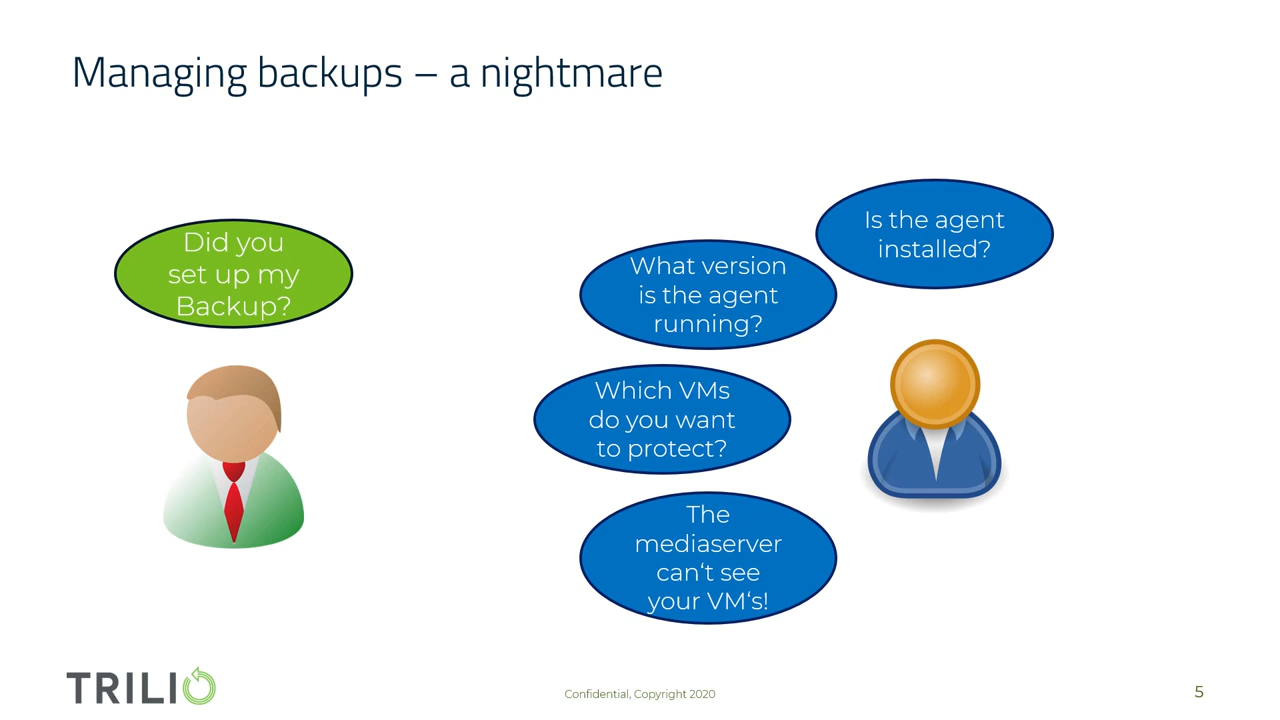 Managing backups – a nightmare
Did you
set up my
Backup?
Is the agent
installed?
What version
is the agent
running?
Which VMs
do you want
to protect?
The
mediaserver
can‘t see
your VM‘s!
TRILIO
Confidential, Copyright 2020
5